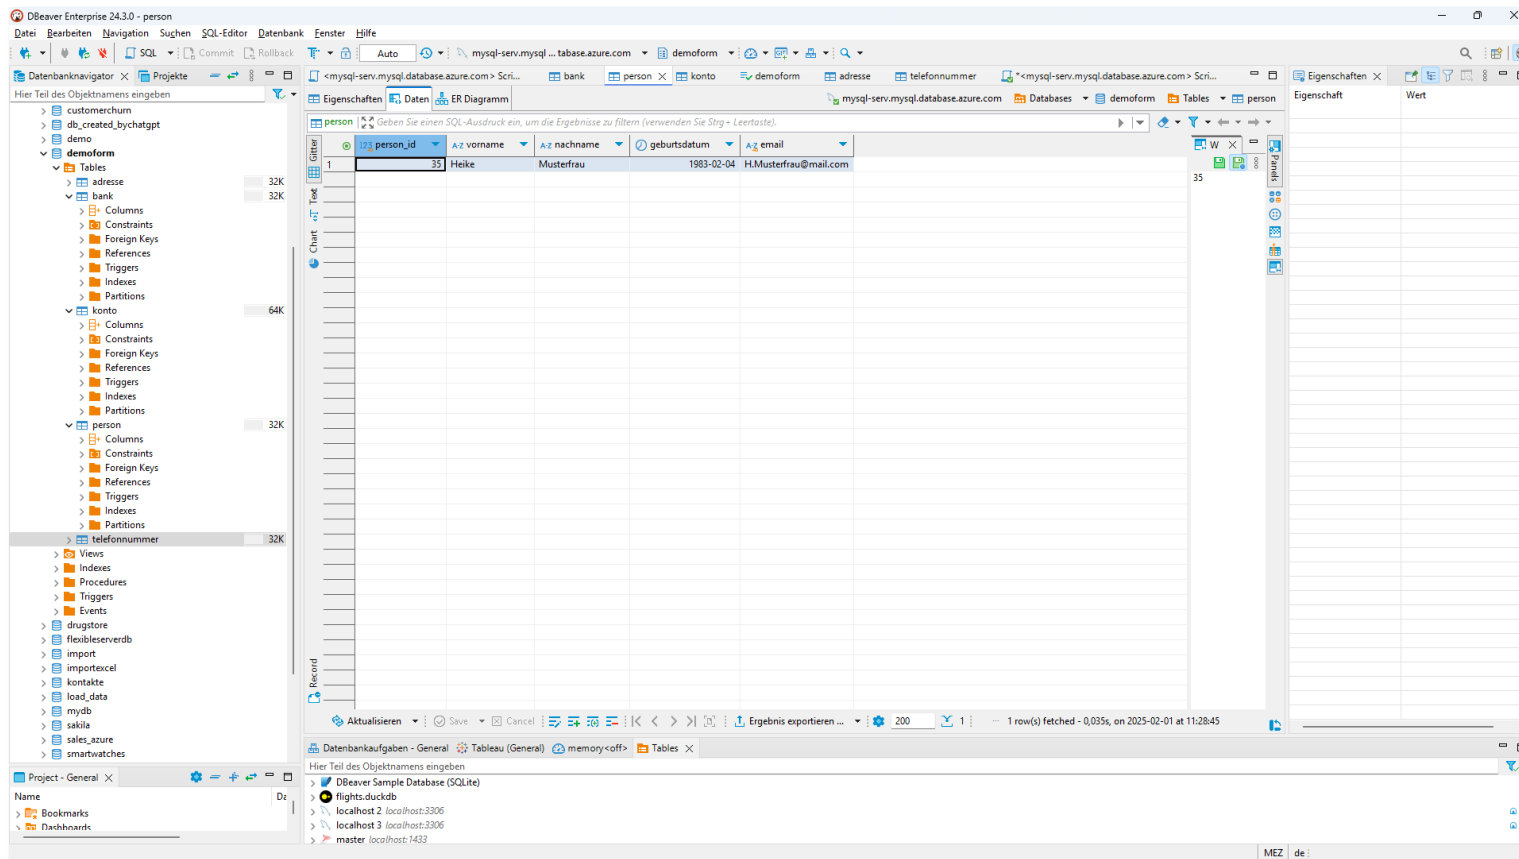 DBeaver Enterprise 24.3.0 - person
Datei Bearbeiten Navigation Suchen SQL-Editor Datenbank Fenster Hilfe
SQL Commit Rollback Auto mysql-serv.mysql ... tabase.azure.com demoform
Datenbanknavigator Projekte
Hier Teil des Objektnamens eingeben
customerchurn
db_created_bychatgpt
demo
demoform
Tables
adresse 32K
bank 32K
Columns
Constraints
Foreign Keys
References
Triggers
Indexes
Partitions
konto 64K
Columns
Constraints
Foreign Keys
References
Triggers
Indexes
Partitions
person 32K
Columns
Constraints
Foreign Keys
References
Triggers
Indexes
Partitions
telefonnummer 32K
Views
Indexes
Procedures
Triggers
Events
drugstore
flexibleserverdb
import
importexcel
kontakte
load_data
mydb
sakila
sales_azure
smartwatches
Project - General
Name
Bookmarks
Dashboards
<mysql-serv.mysql.database.azure.com> Scri... bank person konto demoform adresse telefonnummer *<mysql-serv.mysql.database.azure.com> Scri...
Eigenschaften Daten ER Diagramm mysql-serv.mysql.database.azure.com Databases demoform Tables person
person Geben Sie einen SQL-Ausdruck ein, um die Ergebnisse zu filtern (verwenden Sie Strg+ Leertaste).
Gitter
Text
Chart
Record
123 person_id A-Z vorname A-Z nachname geburtsdatum A-Z email
1 35 Heike Musterfrau 1983-02-04 H.Musterfrau@mail.com
W
35
Panels
Aktualisieren Save Cancel Ergebnis exportieren ... 200 1 1 row(s) fetched - 0,035s, on 2025-02-01 at 11:28:45
Eigenschaften
Eigenschaft Wert
Datenbankaufgaben - General Tableau (General) memory<off> Tables
Hier Teil des Objektnamens eingeben
DBeaver Sample Database (SQLite)
flights.duckdb
localhost 2 localhost:3306
localhost 3 localhost:3306
master localhost:1433
MEZ de